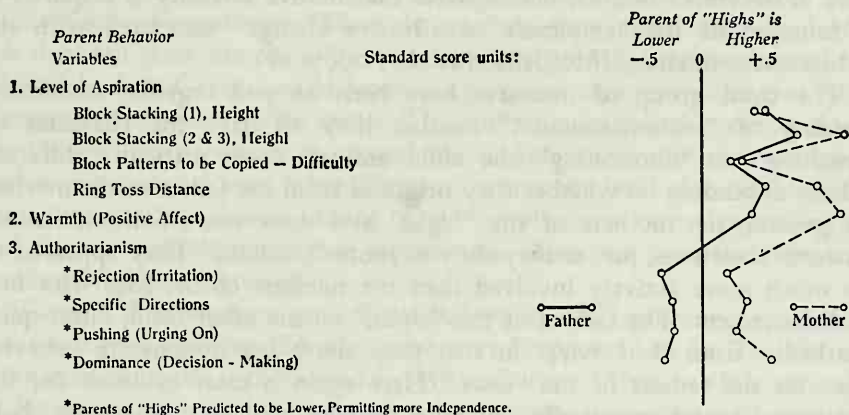 Parent of "Highs" is
Parent Behavior Lower Higher
Variables Standard score units: -.5 0 +.5
1. Level of Aspiration
Block Stacking (1), Height
Block Stacking (2 & 3), Height
Block Pattern to be Copied — Difficulty
Ring Toss Distance
2. Warmth (Positive Affect)
3. Authoritarianism
*Rejection (Irritation)
*Specific Directions
*Pushing (Urging On)
Father Mother
*Dominance (Decision - Making)
*Parents of "Highs" Predicted to be Lower, Permitting more Independence.